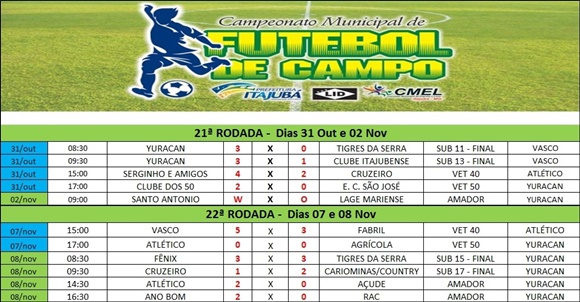 Campeonato Municipal de
FUTEBOL
DE CAMPO
PREFEITURA
ITAJUBÁ
LID
CMEL
21ª RODADA - Dias 31 Out e 02 Nov
31/out 08:30 YURACAN 3 X 0 TIGRES DA SERRA SUB 11 - FINAL VASCO
31/out 09:30 YURACAN 3 X 1 CLUBE ITAJUBENSE SUB 13 - FINAL VASCO
31/out 15:00 SERGINHO E AMIGOS 4 X 2 CRUZEIRO VET 40 ATLÉTICO
31/out 17:00 CLUBE DOS 50 2 X 0 E. C. SÃO JOSÉ VET 50 YURACAN
02/nov 09:00 SANTO ANTONIO W X O LAGE MARIENSE AMADOR YURACAN
22ª RODADA - Dias 07 e 08 Nov
07/nov 15:00 VASCO 5 X 3 FABRIL VET 40 ATLÉTICO
07/nov 17:00 ATLÉTICO 0 X 0 AGRÍCOLA VET 50 YURACAN
08/nov 08:30 FÊNIX 3 X 3 TIGRES DA SERRA SUB 15 - FINAL YURACAN
08/nov 09:30 CRUZEIRO 1 X 2 CARIOMINAS/COUNTRY SUB 17 - FINAL YURACAN
08/nov 14:30 ATLÉTICO 2 X 0 AÇUDE AMADOR YURACAN
08/nov 16:30 ANO BOM 2 X 0 RAC AMADOR YURACAN